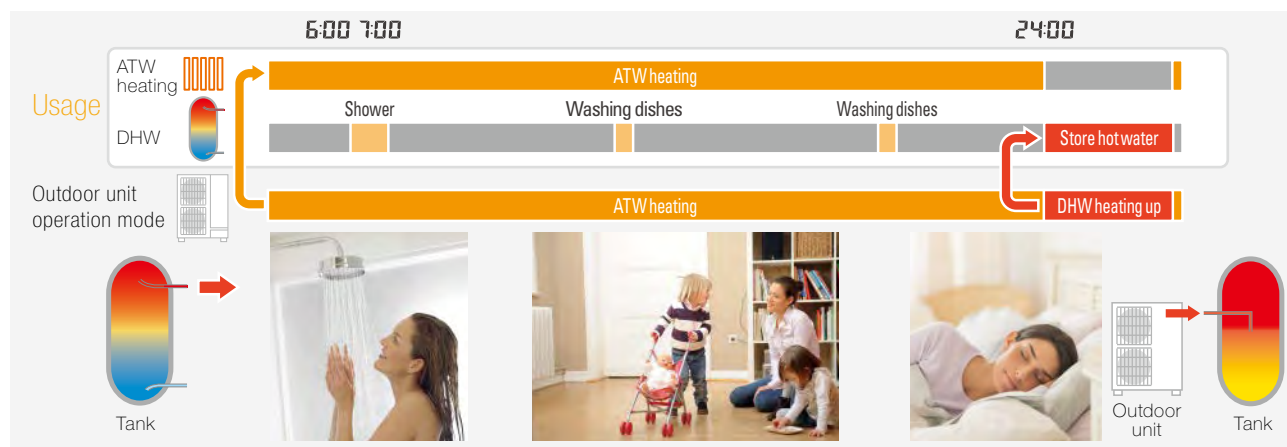 6:00 7:00 24:00
Usage
ATW
heating
ATW heating
Shower Washing dishes Washing dishes
DHW
Store hot water
Outdoor unit
operation mode
ATW heating DHW heating up
Tank
Outdoor
unit
Tank